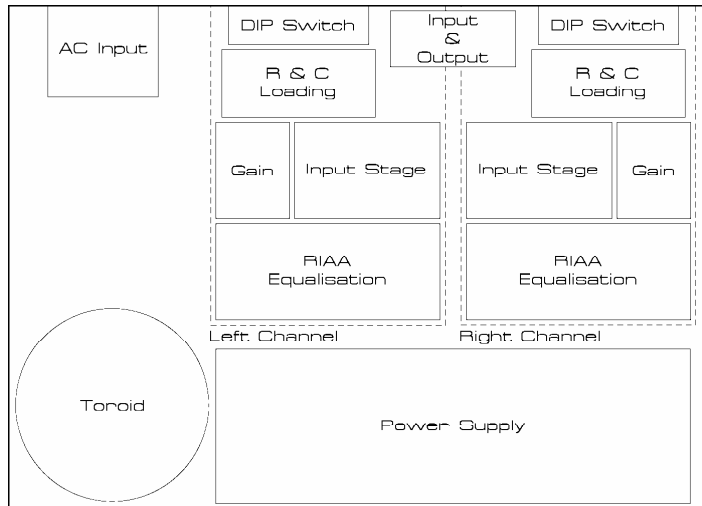 AC Input
DIP Switch
R & C
Loading
Gain
Input Stage
RIAA
Equalisation
Left Channel
Input
&
Output
DIP Switch
R & C
Loading
Input Stage
Gain
RIAA
Equalisation
Right Channel
Toroid
Power Supply